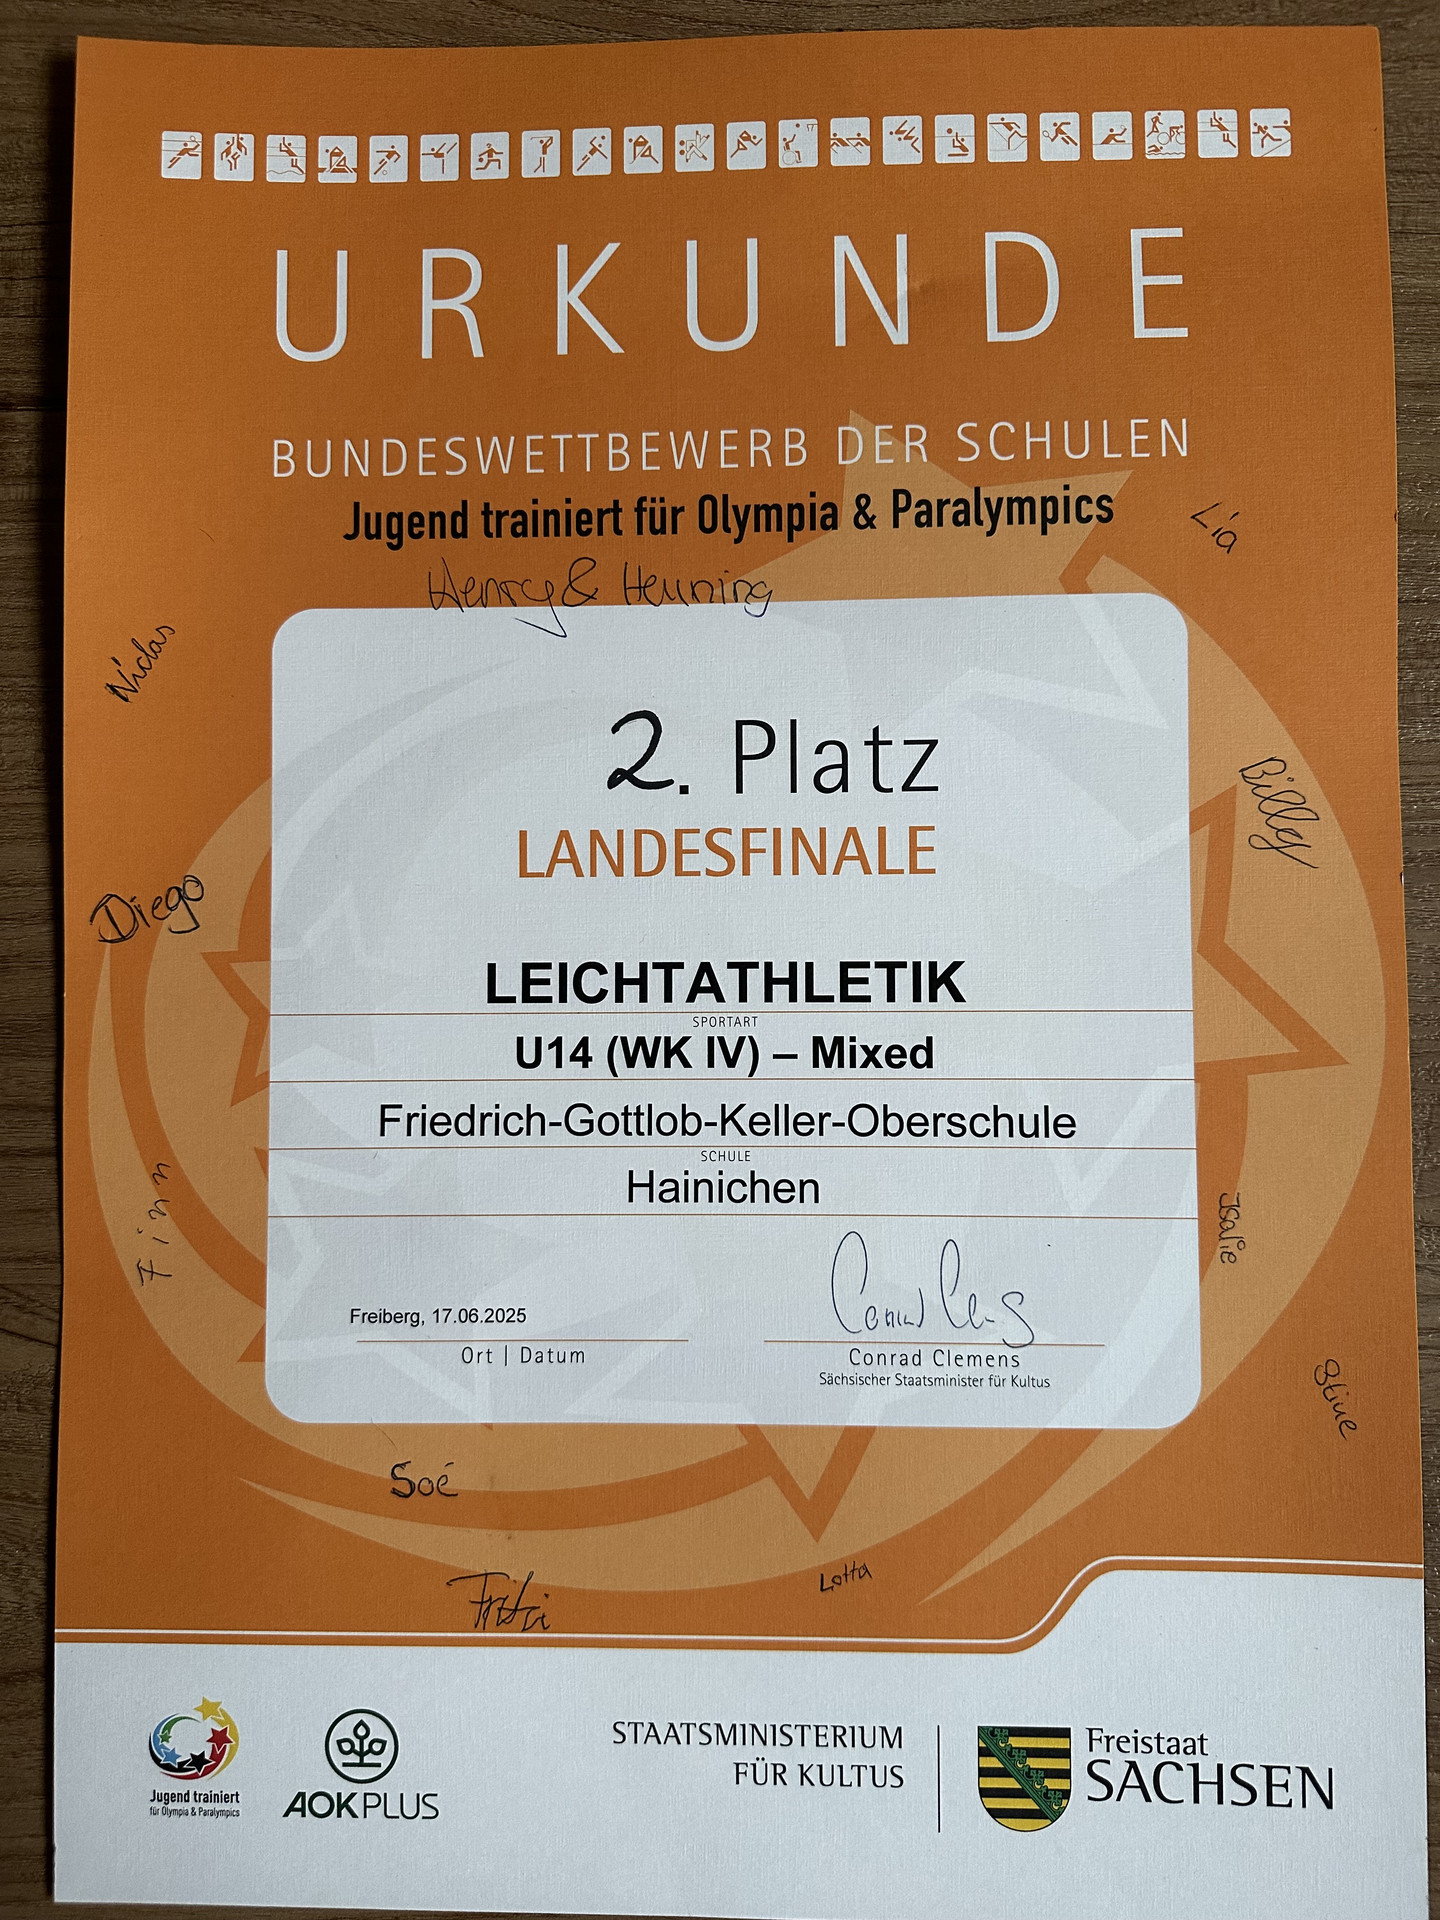 URKUNDE
BUNDESWETTBEWERB DER SCHULEN
Jugend trainiert für Olympia & Paralympics
Lia
Henry & Henning
Niclas
2. Platz
Billy
LANDESFINALE
Diego
LEICHTATHLETIK
SPORTART
U14 (WK IV) – Mixed
Friedrich-Gottlob-Keller-Oberschule
SCHULE
Hainichen
Finn
Jsalie
Freiberg, 17.06.2025
Conrad Clemens
Ort | Datum
Conrad Clemens
Sächsischer Staatsminister für Kultus
Stine
Soé
Lotta
Fritzi
Jugend trainiert
für Olympia & Paralympics
AOK PLUS
STAATSMINISTERIUM
FÜR KULTUS
Freistaat
SACHSEN